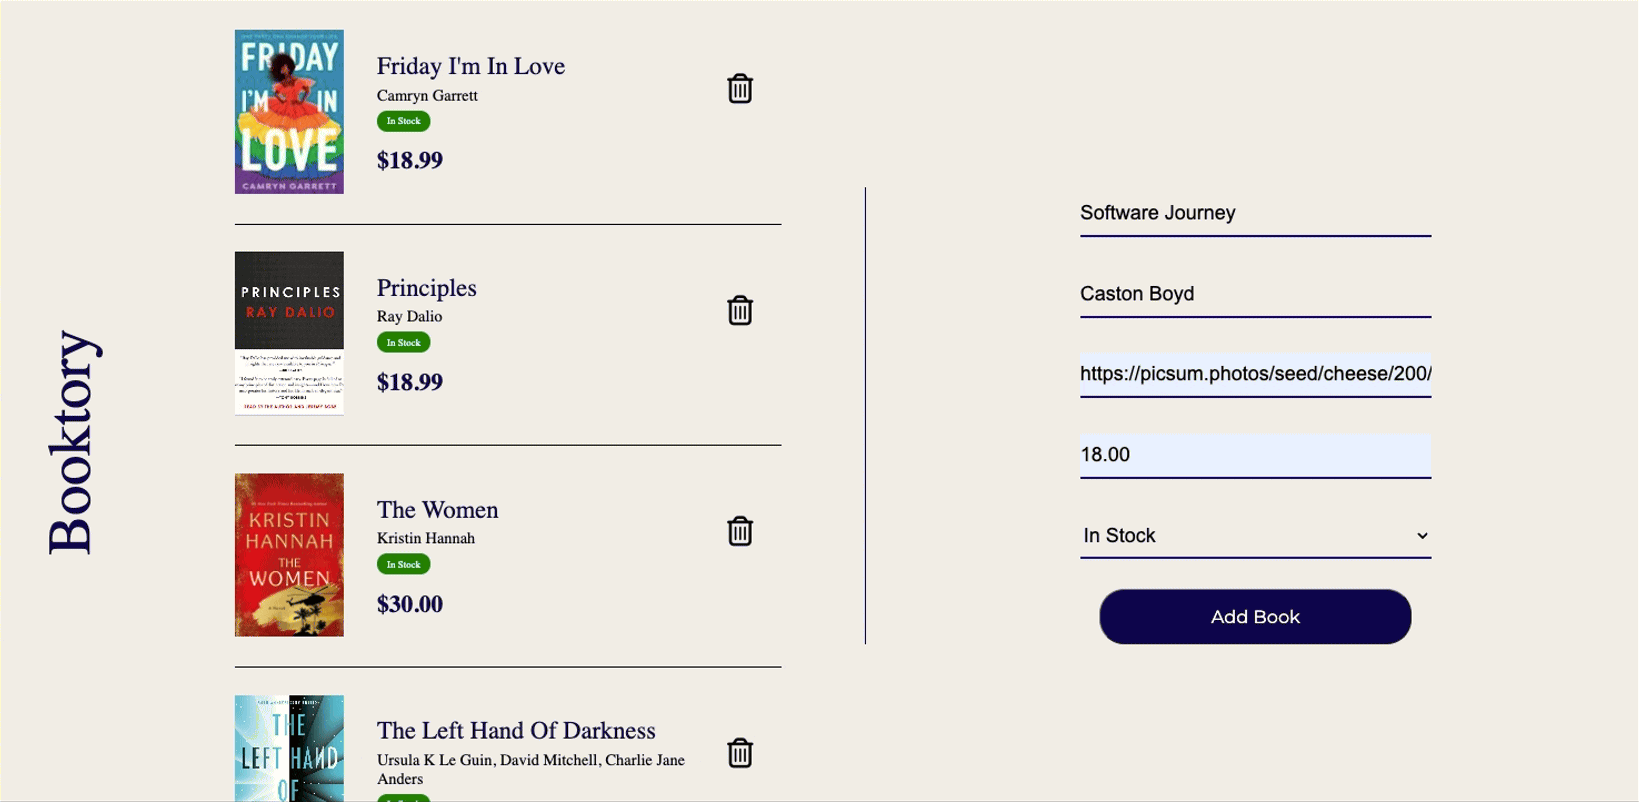 Booktory
FRIDAY
I'M IN
LOVE
CAMRYN GARRETT
Friday I'm In Love
Camryn Garrett
In Stock
$18.99
PRINCIPLES
RAY DALIO
Principles
Ray Dalio
In Stock
$18.99
KRISTIN
HANNAH
THE
WOMEN
The Women
Kristin Hannah
In Stock
$30.00
THE
LEFT HAND
OF
The Left Hand Of Darkness
Ursula K Le Guin, David Mitchell, Charlie Jane
Anders
Software Journey
Caston Boyd
https://picsum.photos/seed/cheese/200/
18.00
In Stock
Add Book